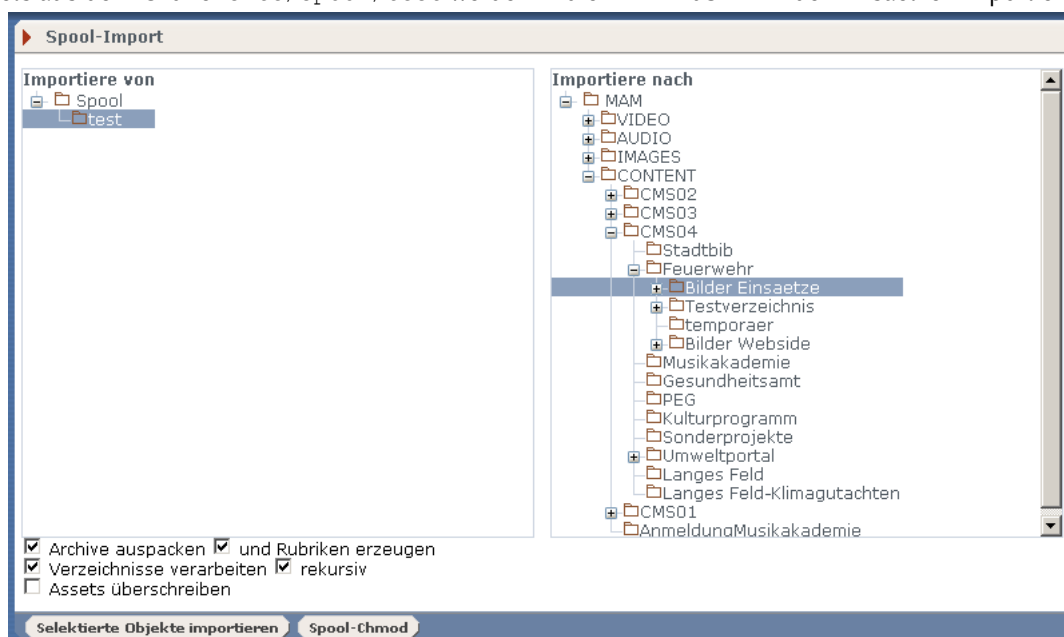 Spool-Import
Importiere von
Spool
test
Importiere nach
MAM
VIDEO
AUDIO
IMAGES
CONTENT
CMS02
CMS03
CMS04
Stadtbib
Feuerwehr
Bilder Einsaetze
Testverzeichnis
temporaer
Bilder Webside
Musikakademie
Gesundheitsamt
PEG
Kulturprogramm
Sonderprojekte
Umweltportal
Langes Feld
Langes Feld-Klimagutachten
CMS01
AnmeldungMusikakademie
Archive auspacken und Rubriken erzeugen
Verzeichnisse verarbeiten rekursiv
Assets überschreiben
Selektierte Objekte importieren Spool-Chmod